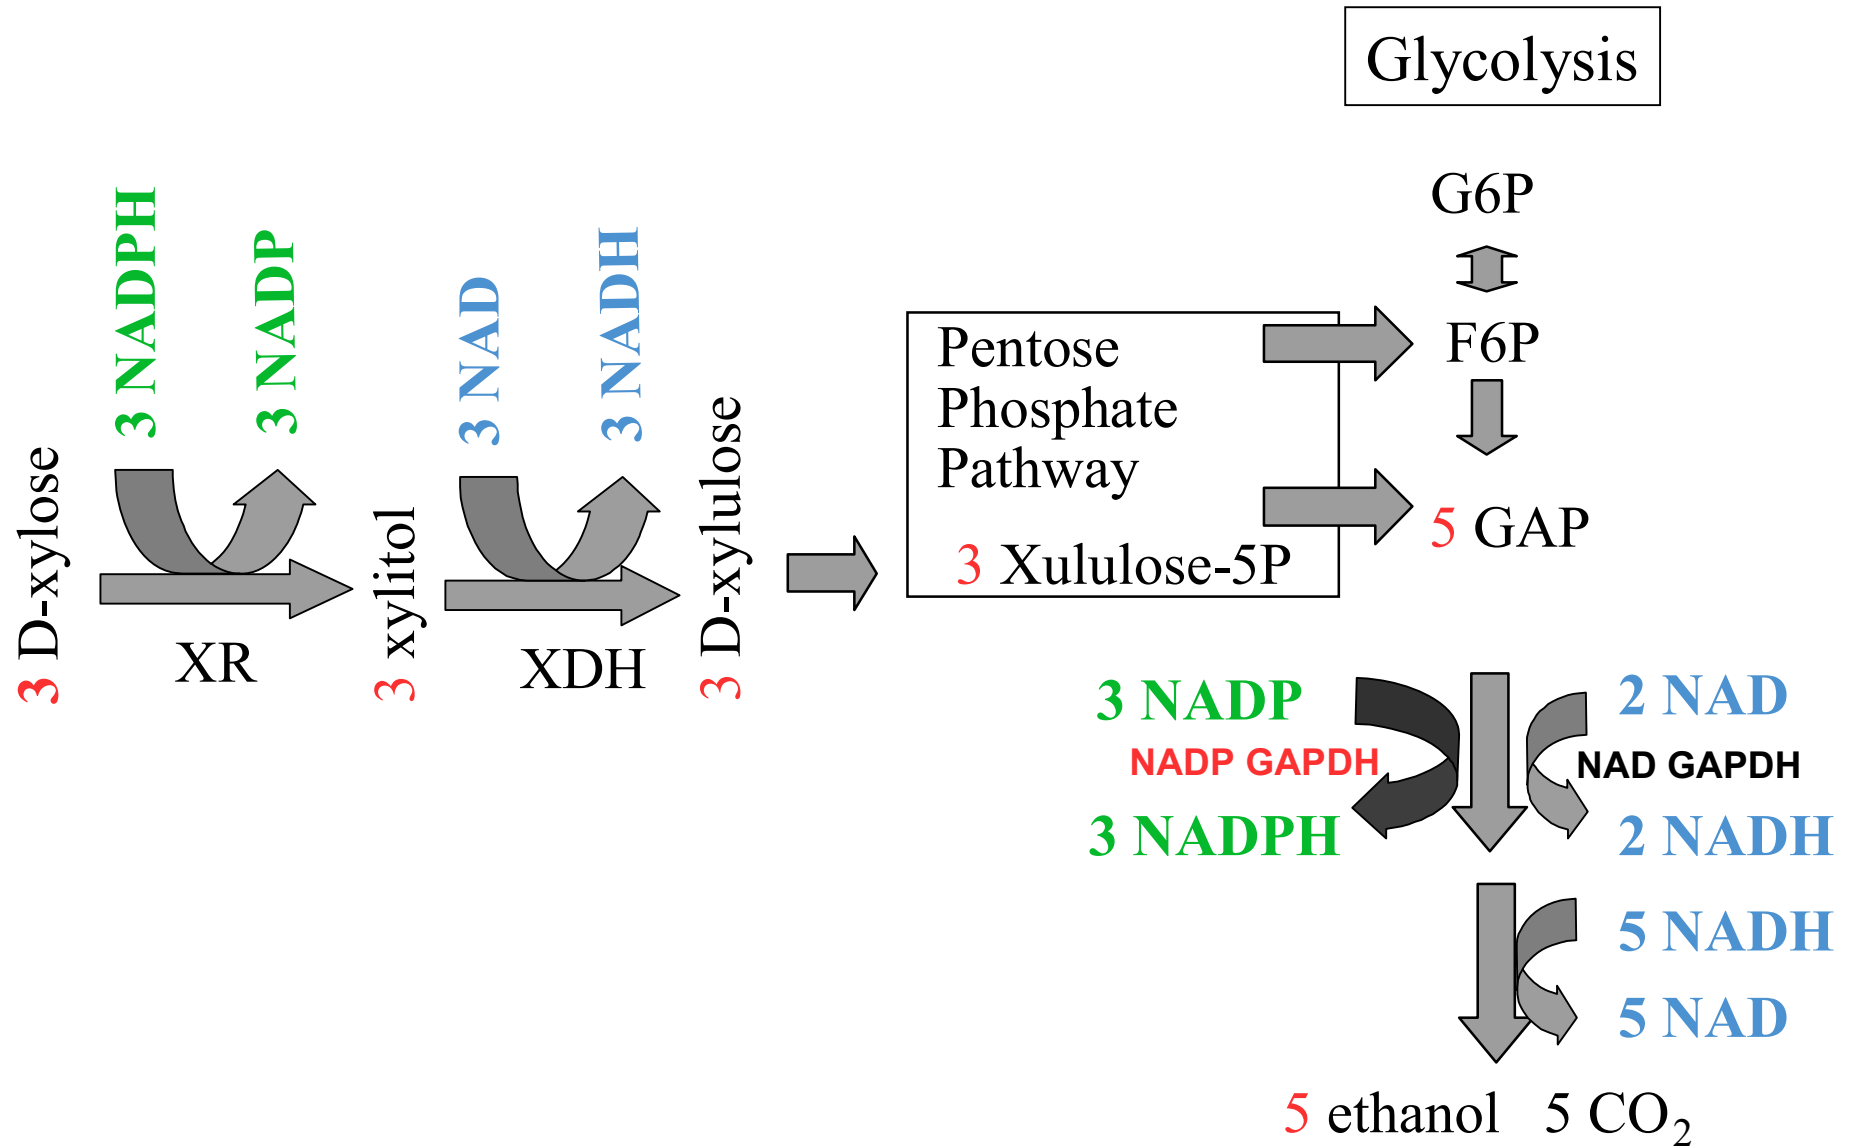 Glycolysis
3 NADPH
3 NADP
3 NAD
3 NADH
3 D-xylose
XR
3 xylitol
XDH
3 D-xylulose
Pentose
Phosphate
Pathway
3 Xululose-5P
G6P
F6P
5 GAP
3 NADP
NADP GAPDH
3 NADPH
2 NAD
NAD GAPDH
2 NADH
5 NADH
5 NAD
5 ethanol 5 CO₂